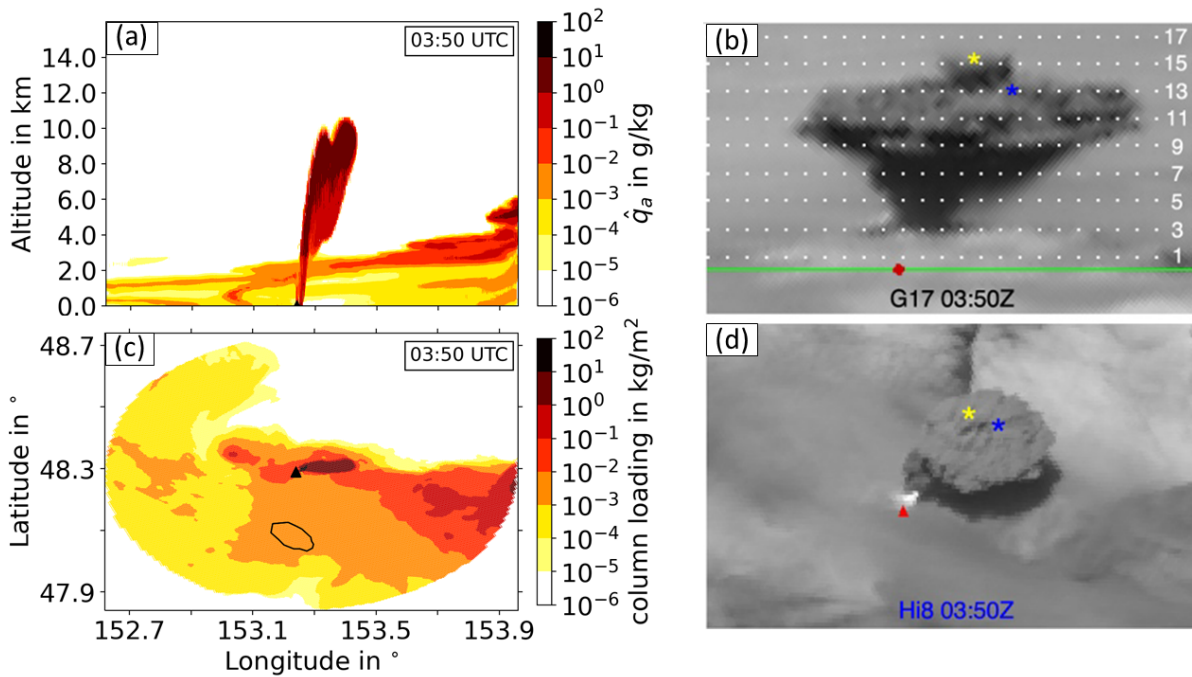 (a)
03:50 UTC
14.0
12.0
10.0
8.0
6.0
4.0
2.0
0.0
Altitude in km
10²
10¹
10⁰
10⁻¹
10⁻²
10⁻³
10⁻⁴
10⁻⁵
10⁻⁶
q̂ₐ in g/kg
(b)
17
15
13
11
9
7
5
3
1
G17 03:50Z
(c)
03:50 UTC
48.7
48.3
47.9
Latitude in °
152.7 153.1 153.5 153.9
Longitude in °
10²
10¹
10⁰
10⁻¹
10⁻²
10⁻³
10⁻⁴
10⁻⁵
10⁻⁶
column loading in kg/m²
(d)
Hi8 03:50Z